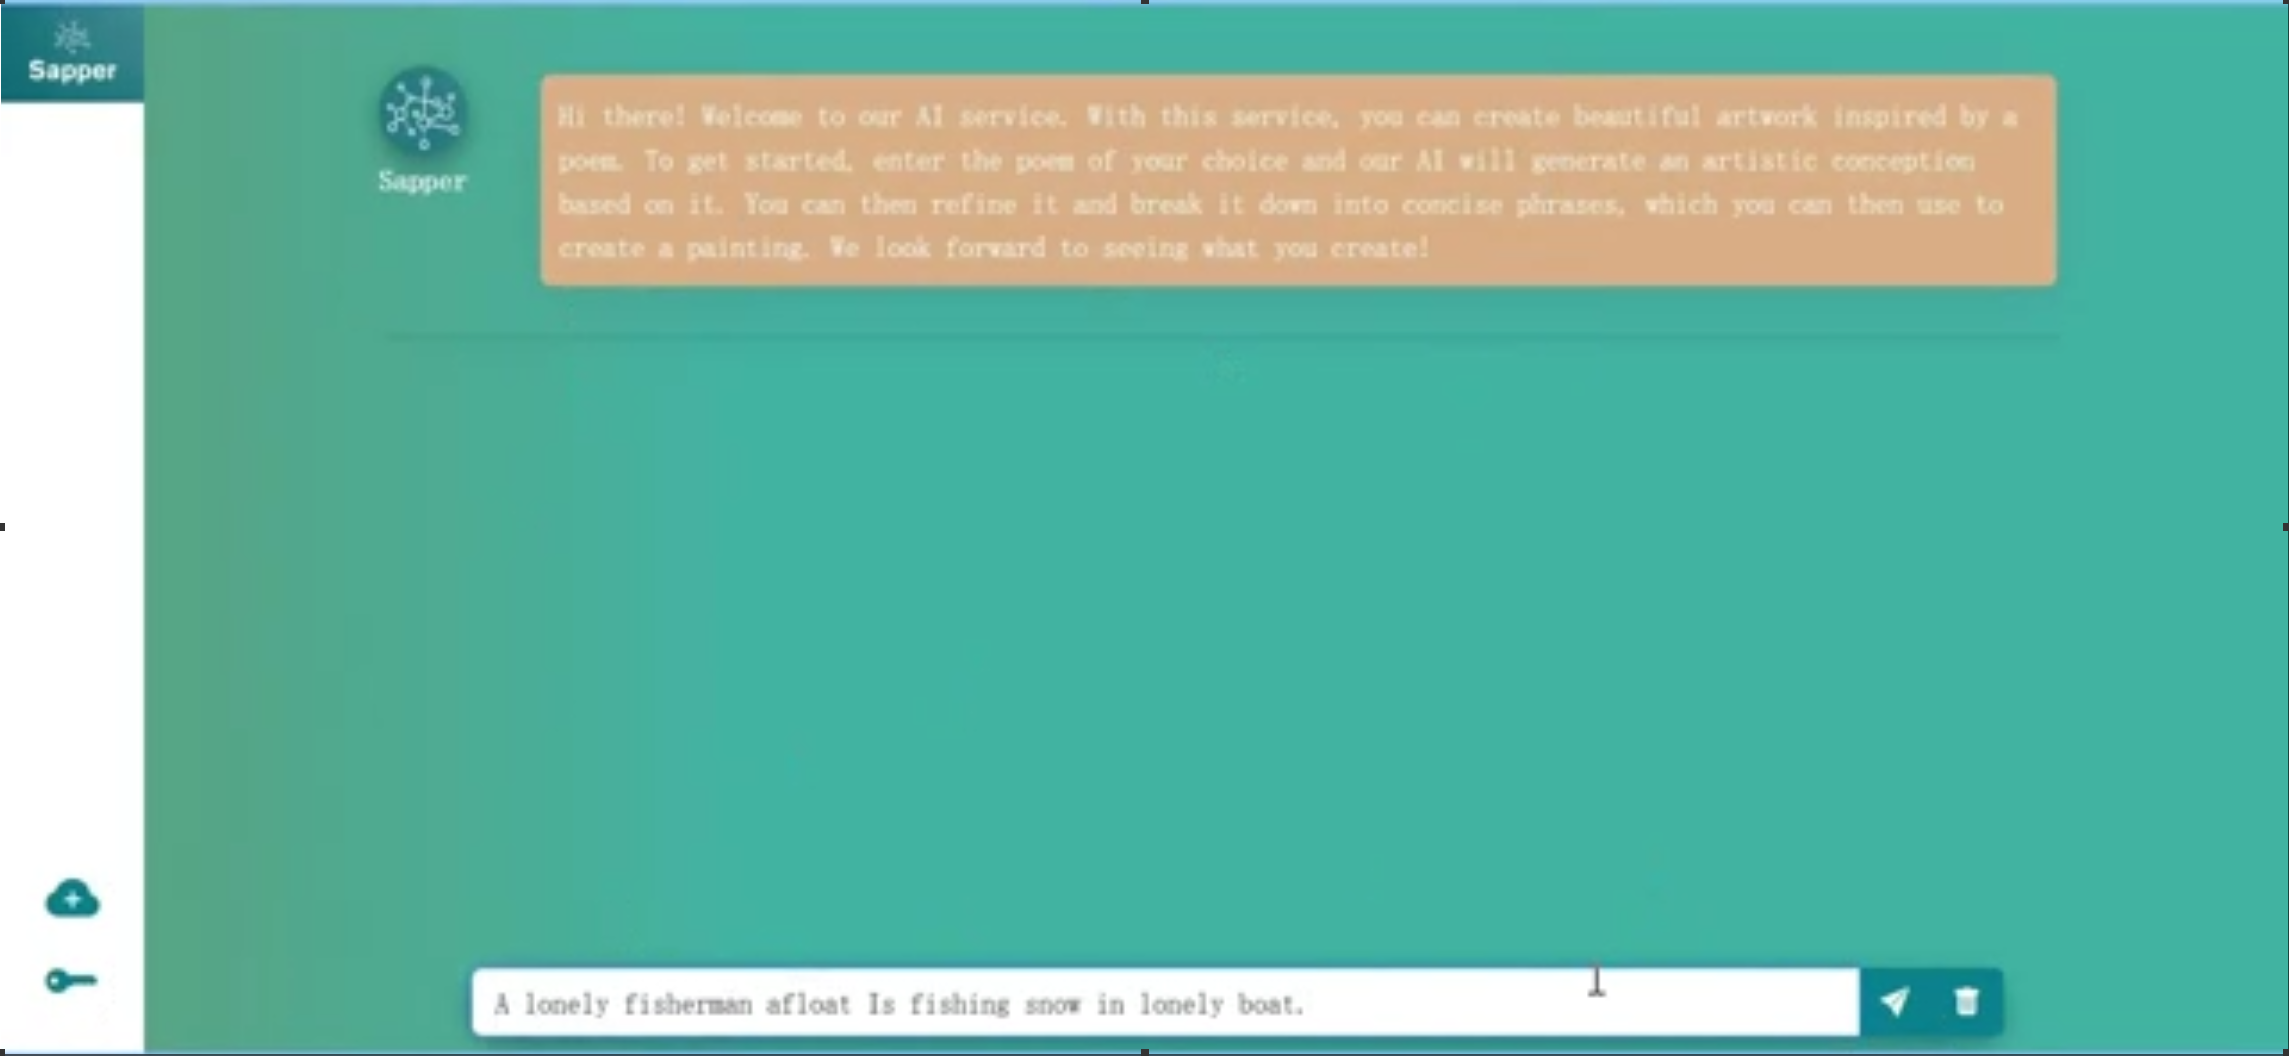 Sapper
Hi there! Welcome to our AI service. With this service, you can create beautiful artwork inspired by a
poem. To get started, enter the poem of your choice and our AI will generate an artistic conception
based on it. You can then refine it and break it down into concise phrases, which you can then use to
create a painting. We look forward to seeing what you create!
Sapper
A lonely fisherman afloat Is fishing snow in lonely boat.